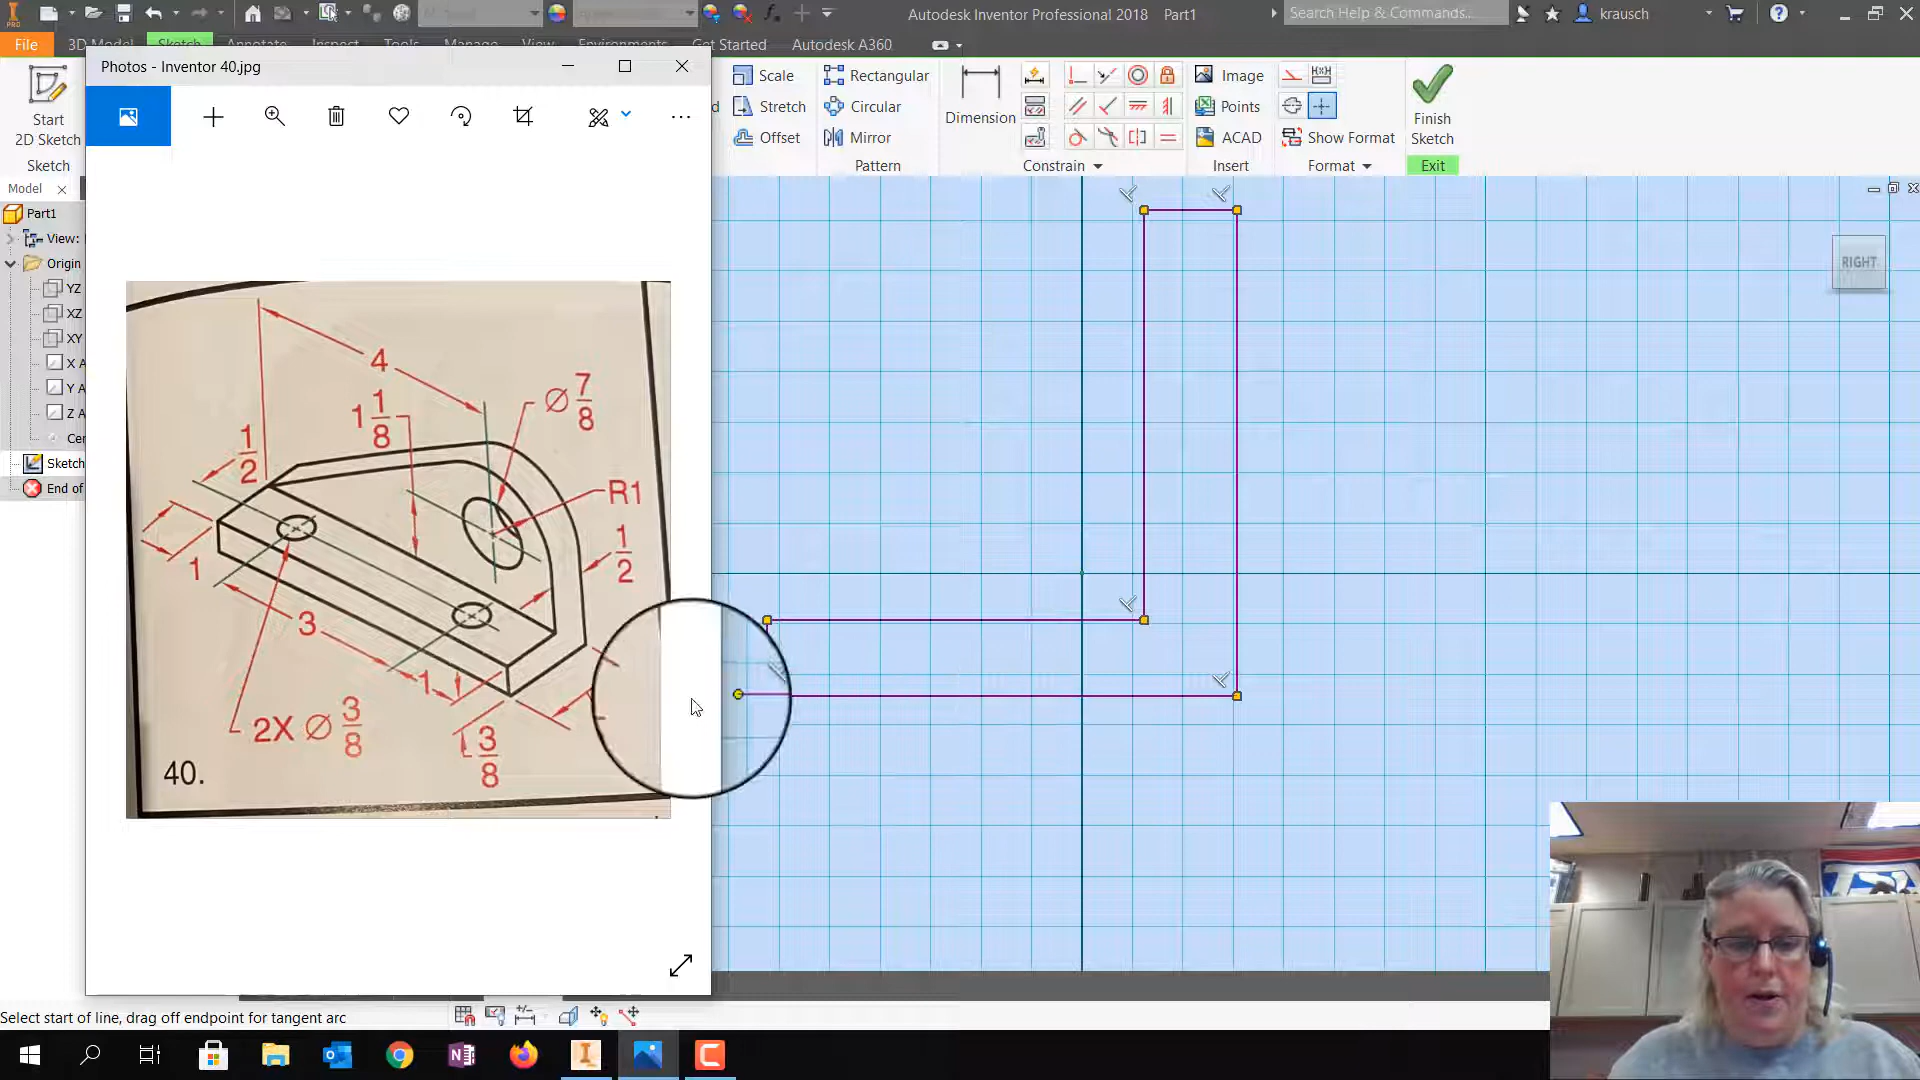 PRO
Autodesk Inventor Professional 2018 Part1
Search Help & Commands...
krausch
File
3D Model
Sketch
Annotate
Inspect
Tools
Manage
View
Environments
Get Started
Autodesk A360
Photos - Inventor 40.jpg
Start
2D Sketch
Sketch
Scale
Stretch
Offset
Rectangular
Circular
Mirror
Pattern
Dimension
Constrain
Image
Points
ACAD
Insert
Show Format
Format
Finish
Sketch
Exit
Model
Part1
View:
Origin
YZ
XZ
XY
X A
Y A
Z A
Cer
Sketch
End of
RIGHT
4
1 1/8
Ø 7/8
1/2
R1
1/2
1
3
1
2X Ø 3/8
3/8
40.
Select start of line, drag off endpoint for tangent arc